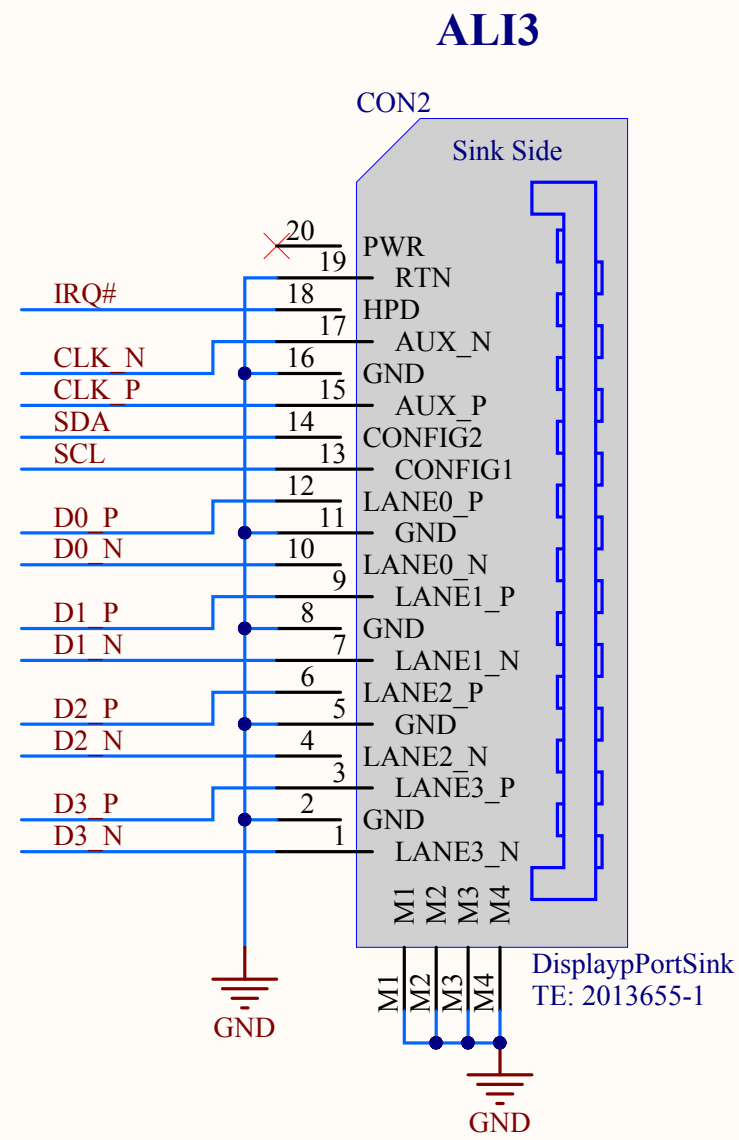 ALI3
CON2
Sink Side
20 PWR
19 RTN
IRQ# 18 HPD
17 AUX_N
CLK_N 16 GND
CLK_P 15 AUX_P
SDA 14 CONFIG2
SCL 13 CONFIG1
12 LANE0_P
D0_P 11 GND
D0_N 10 LANE0_N
9 LANE1_P
D1_P 8 GND
D1_N 7 LANE1_N
6 LANE2_P
D2_P 5 GND
D2_N 4 LANE2_N
3 LANE3_P
D3_P 2 GND
D3_N 1 LANE3_N
M1 M2 M3 M4
M1 M2 M3 M4
DisplaypPortSink
TE: 2013655-1
GND
GND